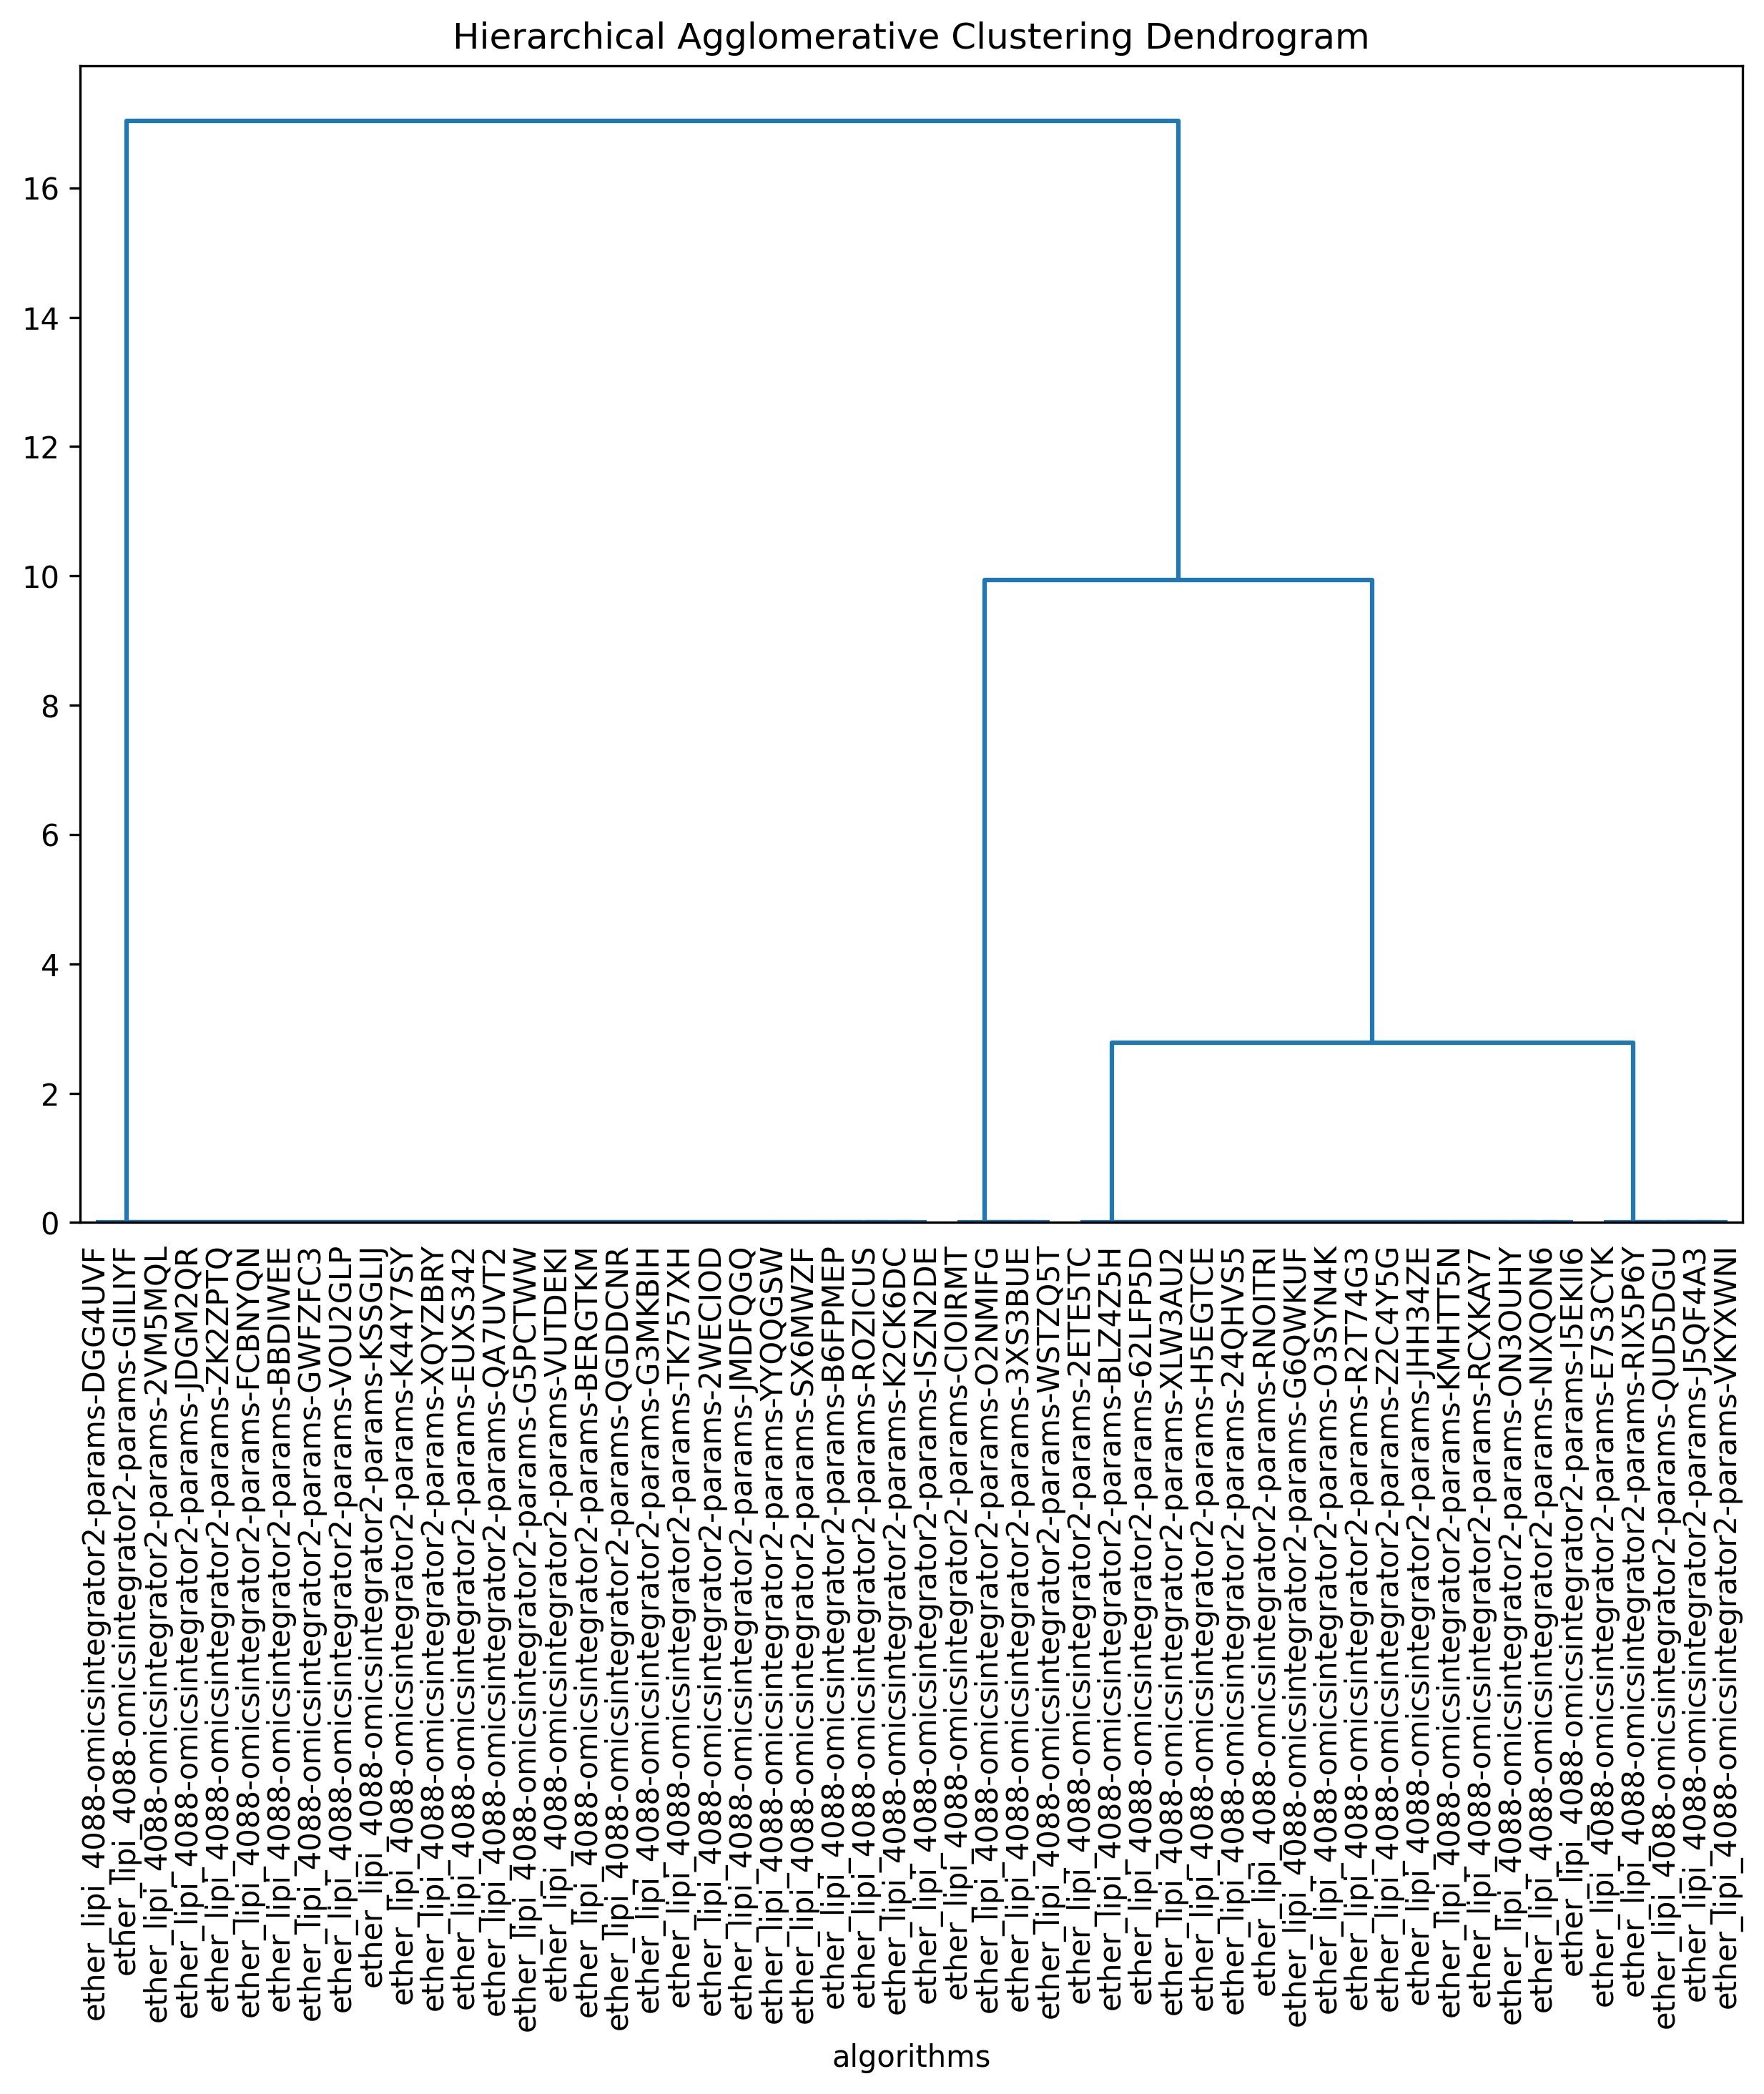 Hierarchical Agglomerative Clustering Dendrogram
16
14
12
10
8
6
4
2
0
ether_lipi_4088-omicsintegrator2-params-DGG4UVF
ether_lipi_4088-omicsintegrator2-params-GIILIYF
ether_lipi_4088-omicsintegrator2-params-2VM5MQL
ether_lipi_4088-omicsintegrator2-params-JDGM2QR
ether_lipi_4088-omicsintegrator2-params-ZK2ZPTQ
ether_lipi_4088-omicsintegrator2-params-FCBNYQN
ether_lipi_4088-omicsintegrator2-params-BBDIWEE
ether_lipi_4088-omicsintegrator2-params-GWFZFC3
ether_lipi_4088-omicsintegrator2-params-VOU2GLP
ether_lipi_4088-omicsintegrator2-params-KSSGLIJ
ether_lipi_4088-omicsintegrator2-params-K44Y7SY
ether_lipi_4088-omicsintegrator2-params-XQYZBRY
ether_lipi_4088-omicsintegrator2-params-EUXS342
ether_lipi_4088-omicsintegrator2-params-QA7UVT2
ether_lipi_4088-omicsintegrator2-params-G5PCTWW
ether_lipi_4088-omicsintegrator2-params-VUTDEKI
ether_lipi_4088-omicsintegrator2-params-BERGTKM
ether_lipi_4088-omicsintegrator2-params-QGDDCNR
ether_lipi_4088-omicsintegrator2-params-G3MKBIH
ether_lipi_4088-omicsintegrator2-params-TK757XH
ether_lipi_4088-omicsintegrator2-params-2WECIOD
ether_lipi_4088-omicsintegrator2-params-JMDFQGQ
ether_lipi_4088-omicsintegrator2-params-YYQQGSW
ether_lipi_4088-omicsintegrator2-params-SX6MWZF
ether_lipi_4088-omicsintegrator2-params-B6FPMEP
ether_lipi_4088-omicsintegrator2-params-ROZICUS
ether_lipi_4088-omicsintegrator2-params-K2CK6DC
ether_lipi_4088-omicsintegrator2-params-ISZN2DE
ether_lipi_4088-omicsintegrator2-params-CIOIRMT
ether_lipi_4088-omicsintegrator2-params-O2NMIFG
ether_lipi_4088-omicsintegrator2-params-3XS3BUE
ether_lipi_4088-omicsintegrator2-params-WSTZQ5T
ether_lipi_4088-omicsintegrator2-params-2ETE5TC
ether_lipi_4088-omicsintegrator2-params-BLZ4Z5H
ether_lipi_4088-omicsintegrator2-params-62LFP5D
ether_lipi_4088-omicsintegrator2-params-XLW3AU2
ether_lipi_4088-omicsintegrator2-params-H5EGTCE
ether_lipi_4088-omicsintegrator2-params-24QHVS5
ether_lipi_4088-omicsintegrator2-params-RNOITRI
ether_lipi_4088-omicsintegrator2-params-G6QWKUF
ether_lipi_4088-omicsintegrator2-params-O3SYN4K
ether_lipi_4088-omicsintegrator2-params-R2T74G3
ether_lipi_4088-omicsintegrator2-params-Z2C4Y5G
ether_lipi_4088-omicsintegrator2-params-JHH34ZE
ether_lipi_4088-omicsintegrator2-params-KMHTT5N
ether_lipi_4088-omicsintegrator2-params-RCXKAY7
ether_lipi_4088-omicsintegrator2-params-ON3OUHY
ether_lipi_4088-omicsintegrator2-params-NIXQON6
ether_lipi_4088-omicsintegrator2-params-I5EKII6
ether_lipi_4088-omicsintegrator2-params-E7S3CYK
ether_lipi_4088-omicsintegrator2-params-RIX5P6Y
ether_lipi_4088-omicsintegrator2-params-QUD5DGU
ether_lipi_4088-omicsintegrator2-params-J5QF4A3
ether_lipi_4088-omicsintegrator2-params-VKYXWNI
algorithms